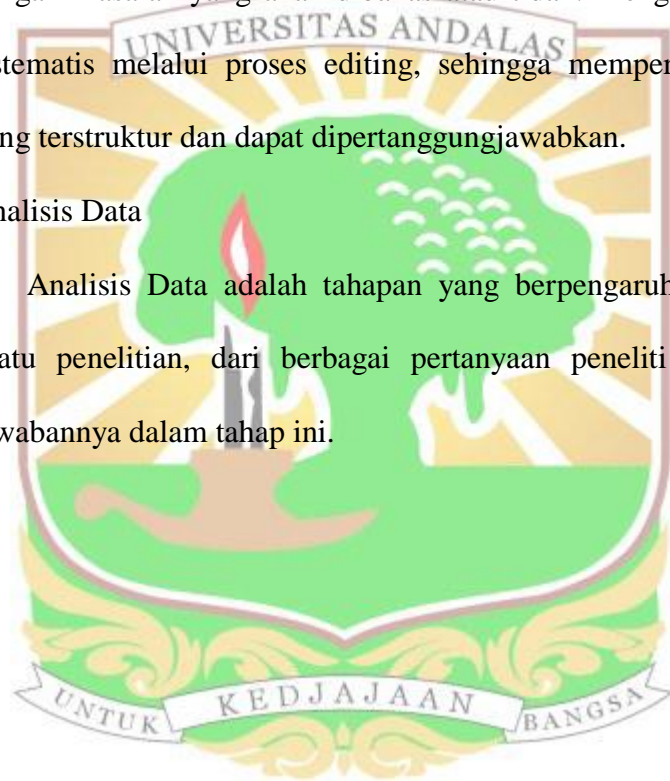 UNIVERSITAS ANDALAS
stematis melalui proses editing, sehingga
ng terstruktur dan dapat dipertanggungjawabkan.
nalisis Data
Analisis Data adalah tahapan yang berpengaruh
atu penelitian, dari berbagai pertanyaan peneliti
wabannya dalam tahap ini.
UNTUK KEDJAJAAN BANGSA